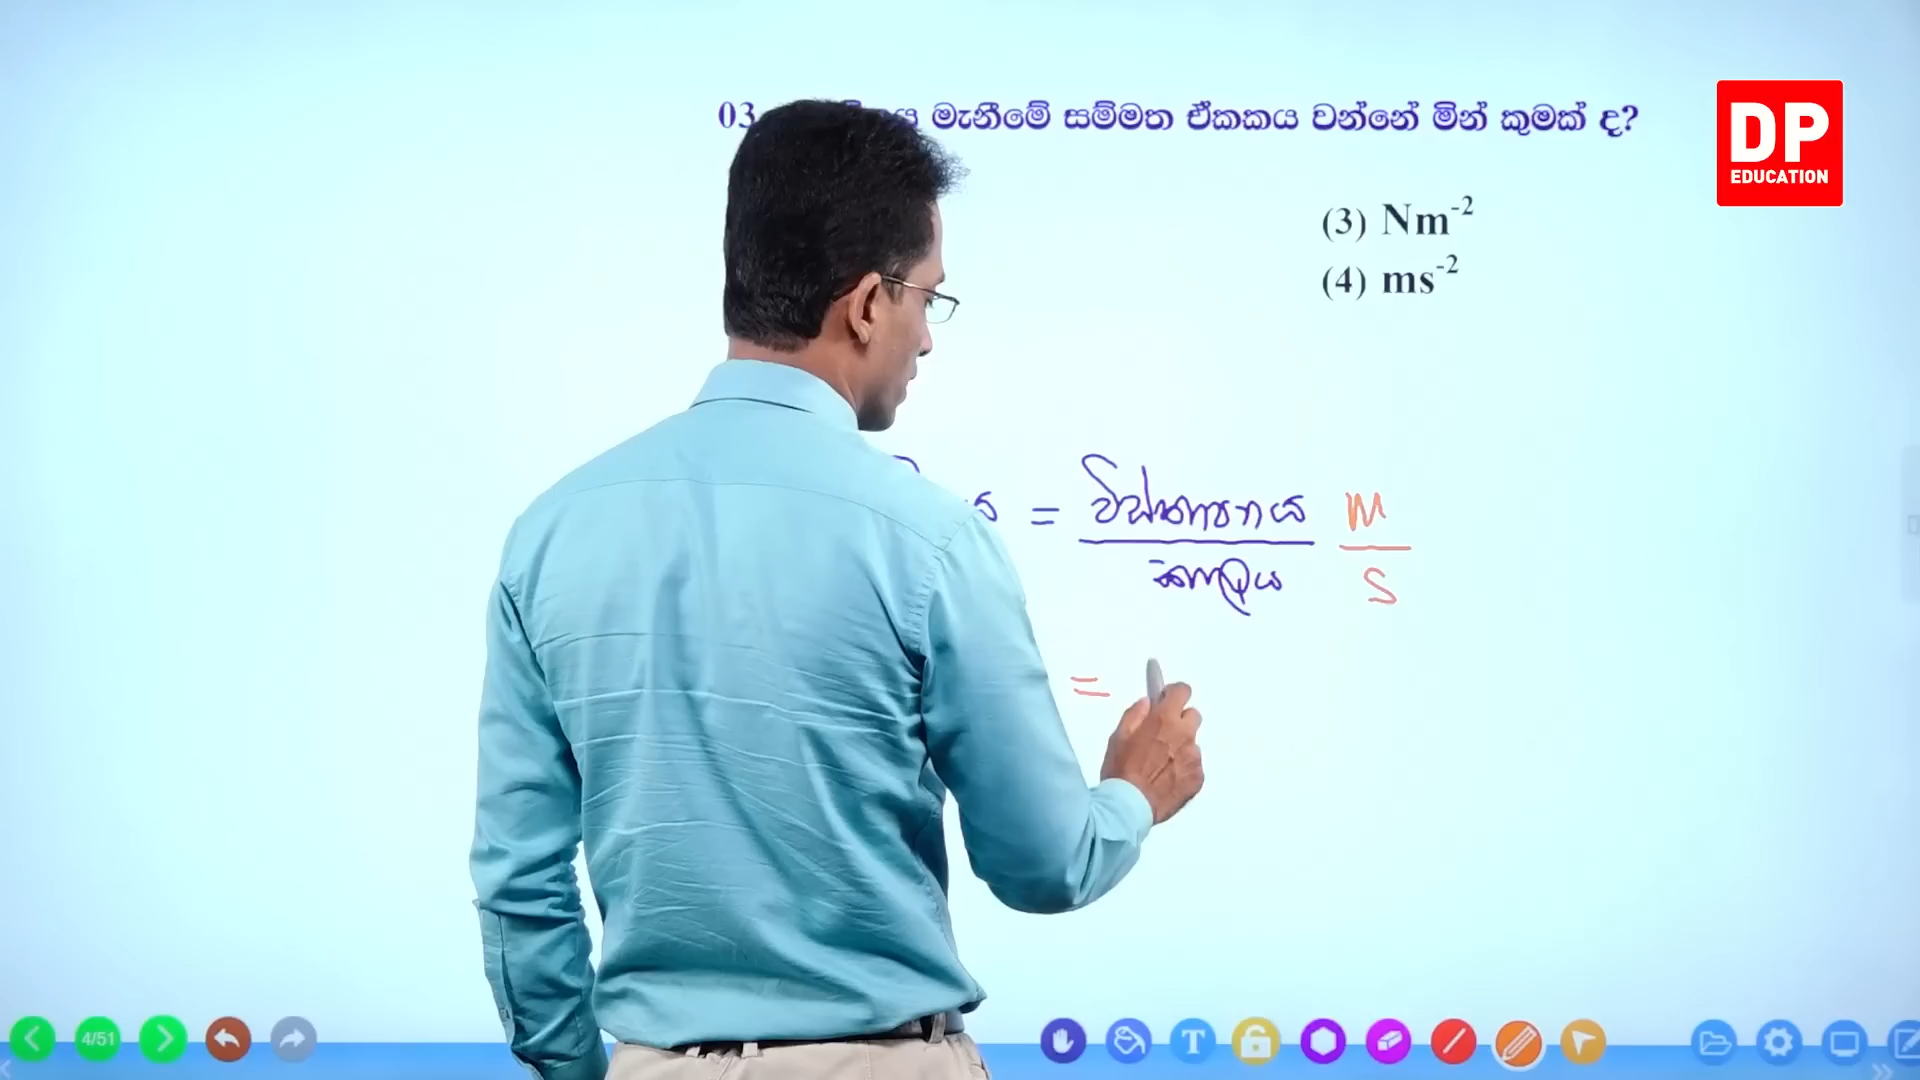 03 මැනීමේ සම්මත ඒකකය වන්නේ මින් කුමක් ද?
DP
EDUCATION
(3) Nm⁻²
(4) ms⁻²
= විස්ථාපනය m
කාලය s
=
4/51
T